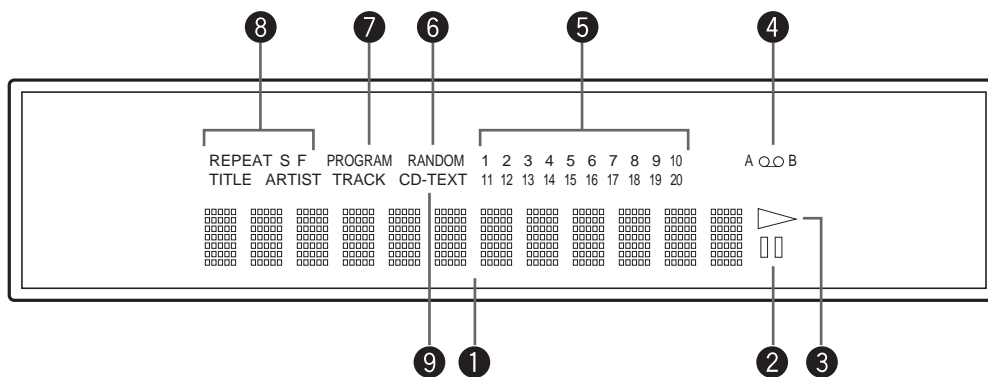 8 7 6 5 4
REPEAT S F PROGRAM RANDOM 1 2 3 4 5 6 7 8 9 10 A B
TITLE ARTIST TRACK CD-TEXT 11 12 13 14 15 16 17 18 19 20
3
9 1 2